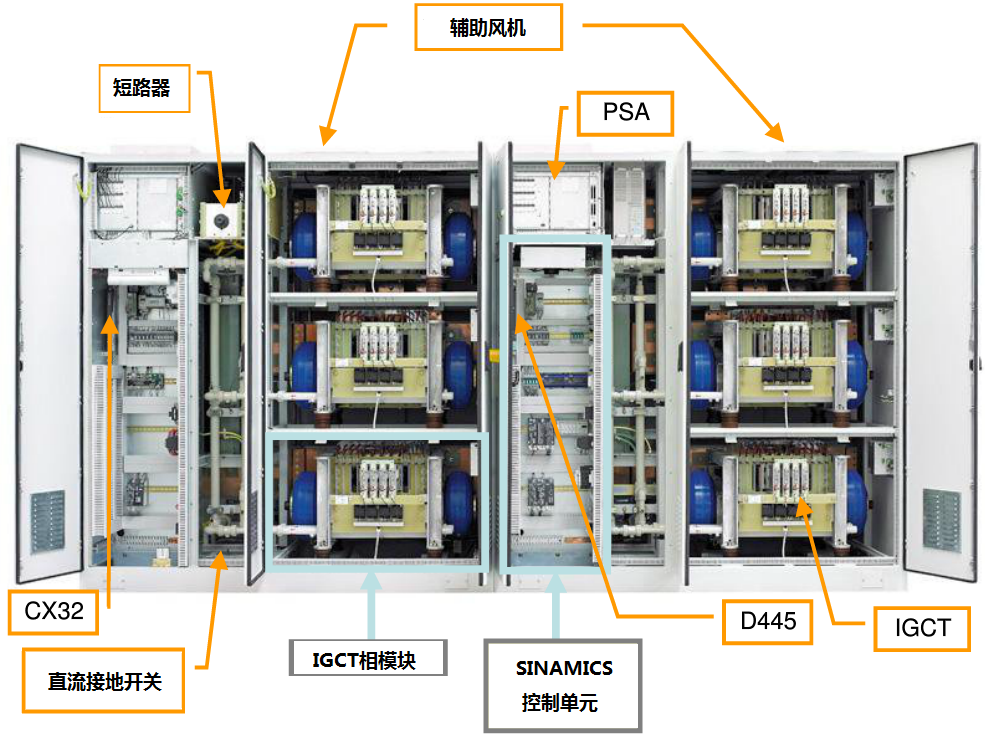 辅助风机
短路器
PSA
CX32
直流接地开关
IGCT相模块
SINAMICS
控制单元
D445
IGCT